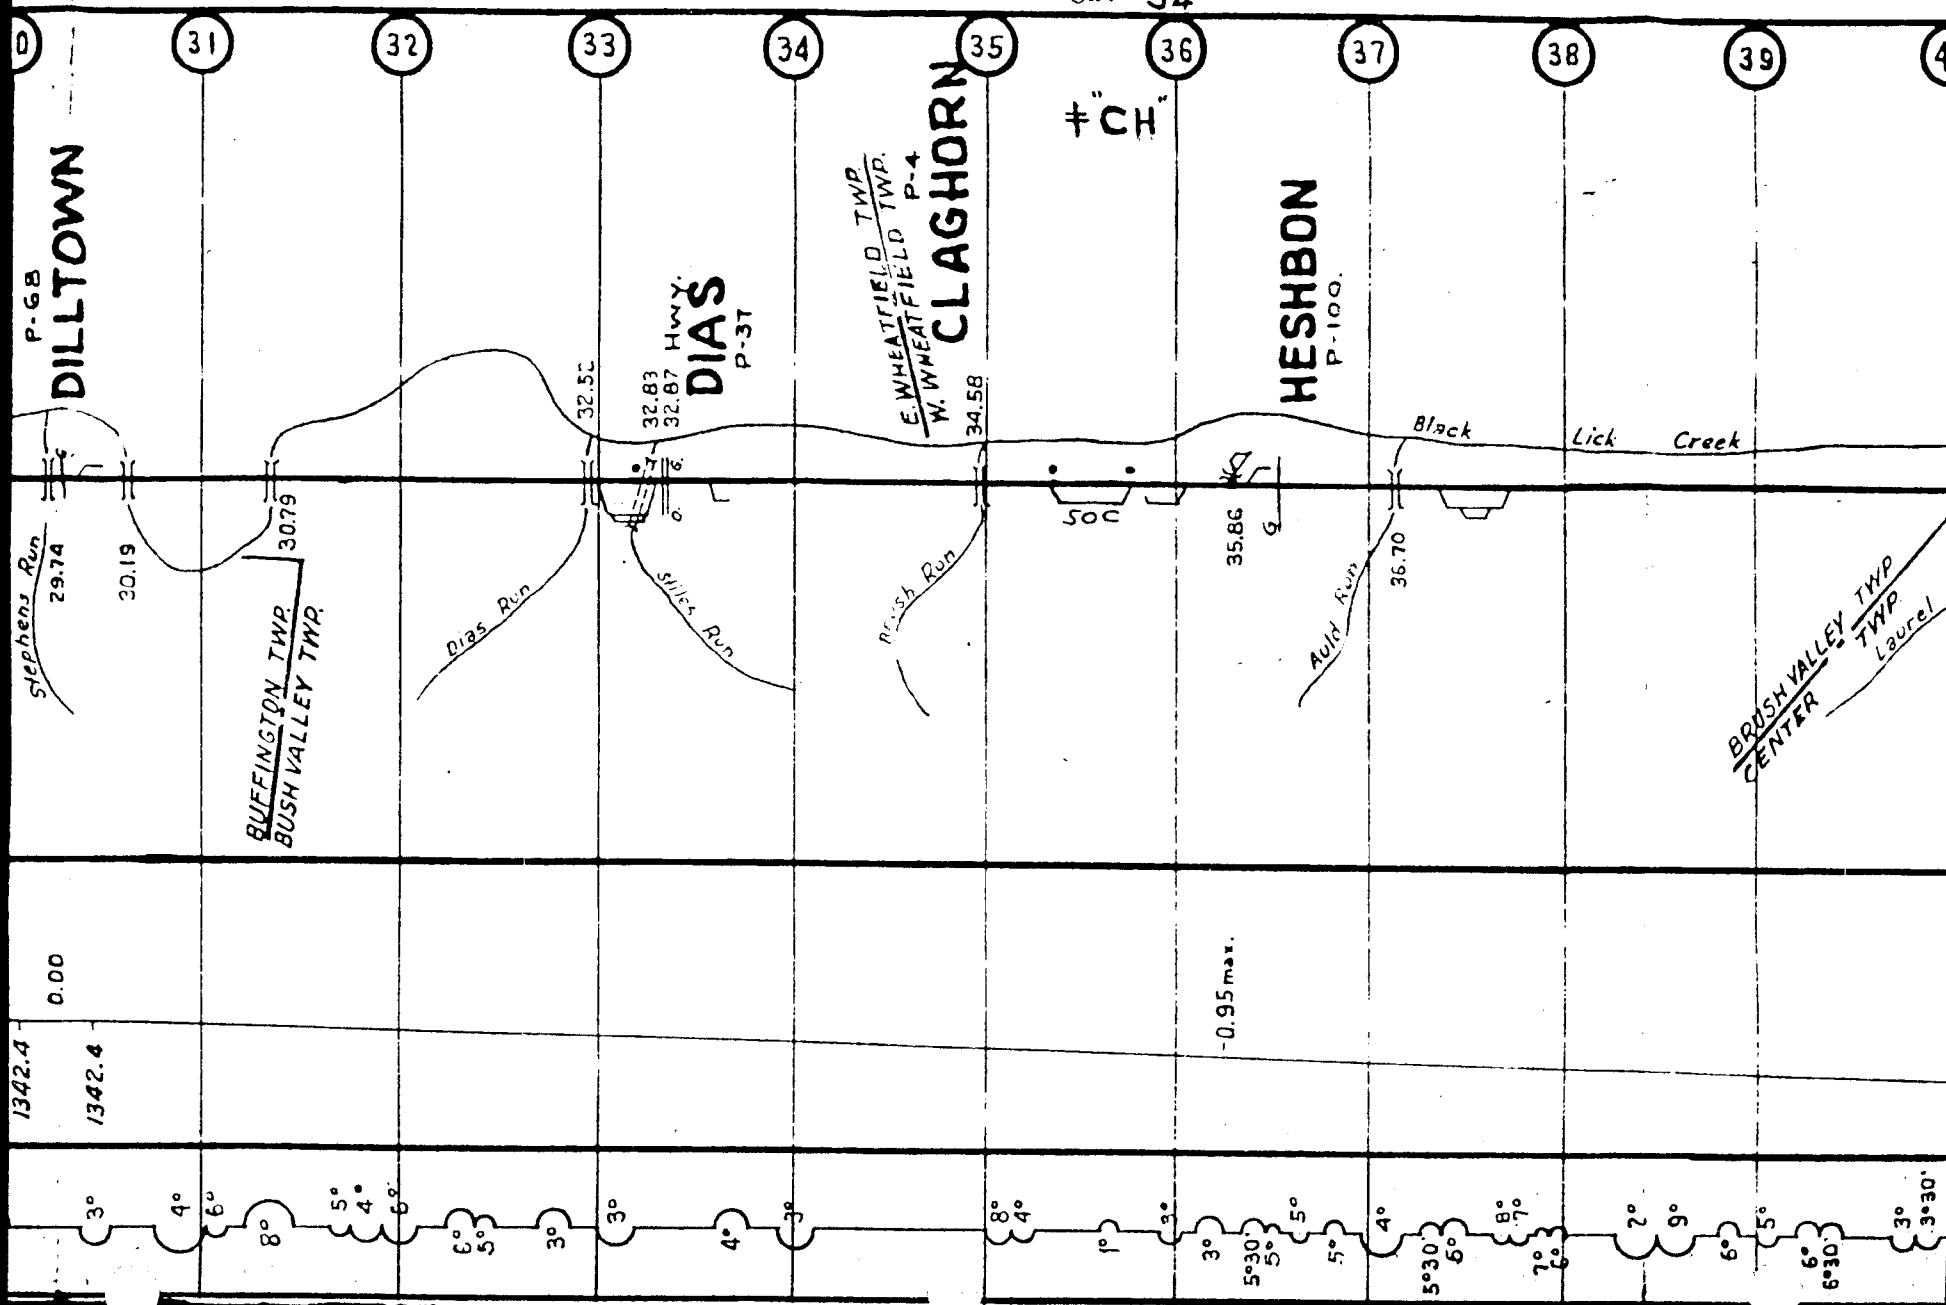 34
31
32
33
34
35
36
37
38
39
P-68
DILLTOWN
DIAS
P-37
E. WHEATFIELD TWP.
W. WHEATFIELD TWP.
P-4
CLAGHORN
‡"CH"
HESHBON
P-100.
32.83
32.87 Hwy.
34.58
Black Lick Creek
G.
G.
O.
50C
35.86
G
36.70
Stephens Run
29.74
30.19
30.79
BUFFINGTON TWP.
BUSH VALLEY TWP.
Dias Run
Stiles Run
Run
Auld Run
BRUSH VALLEY TWP
CENTER TWP
Laurel
0.00
-0.95 max.
1342.4
1342.4
3°
4°
6°
8°
5°
4°
6°
6°
5°
3°
3°
4°
3°
8°
4°
1°
3°
3°
5°30'
5°
5°
5°
4°
5°30'
6°
8°
7°
7°
6°
2°
9°
6°
5°
6°
6°30'
3°
3°30'